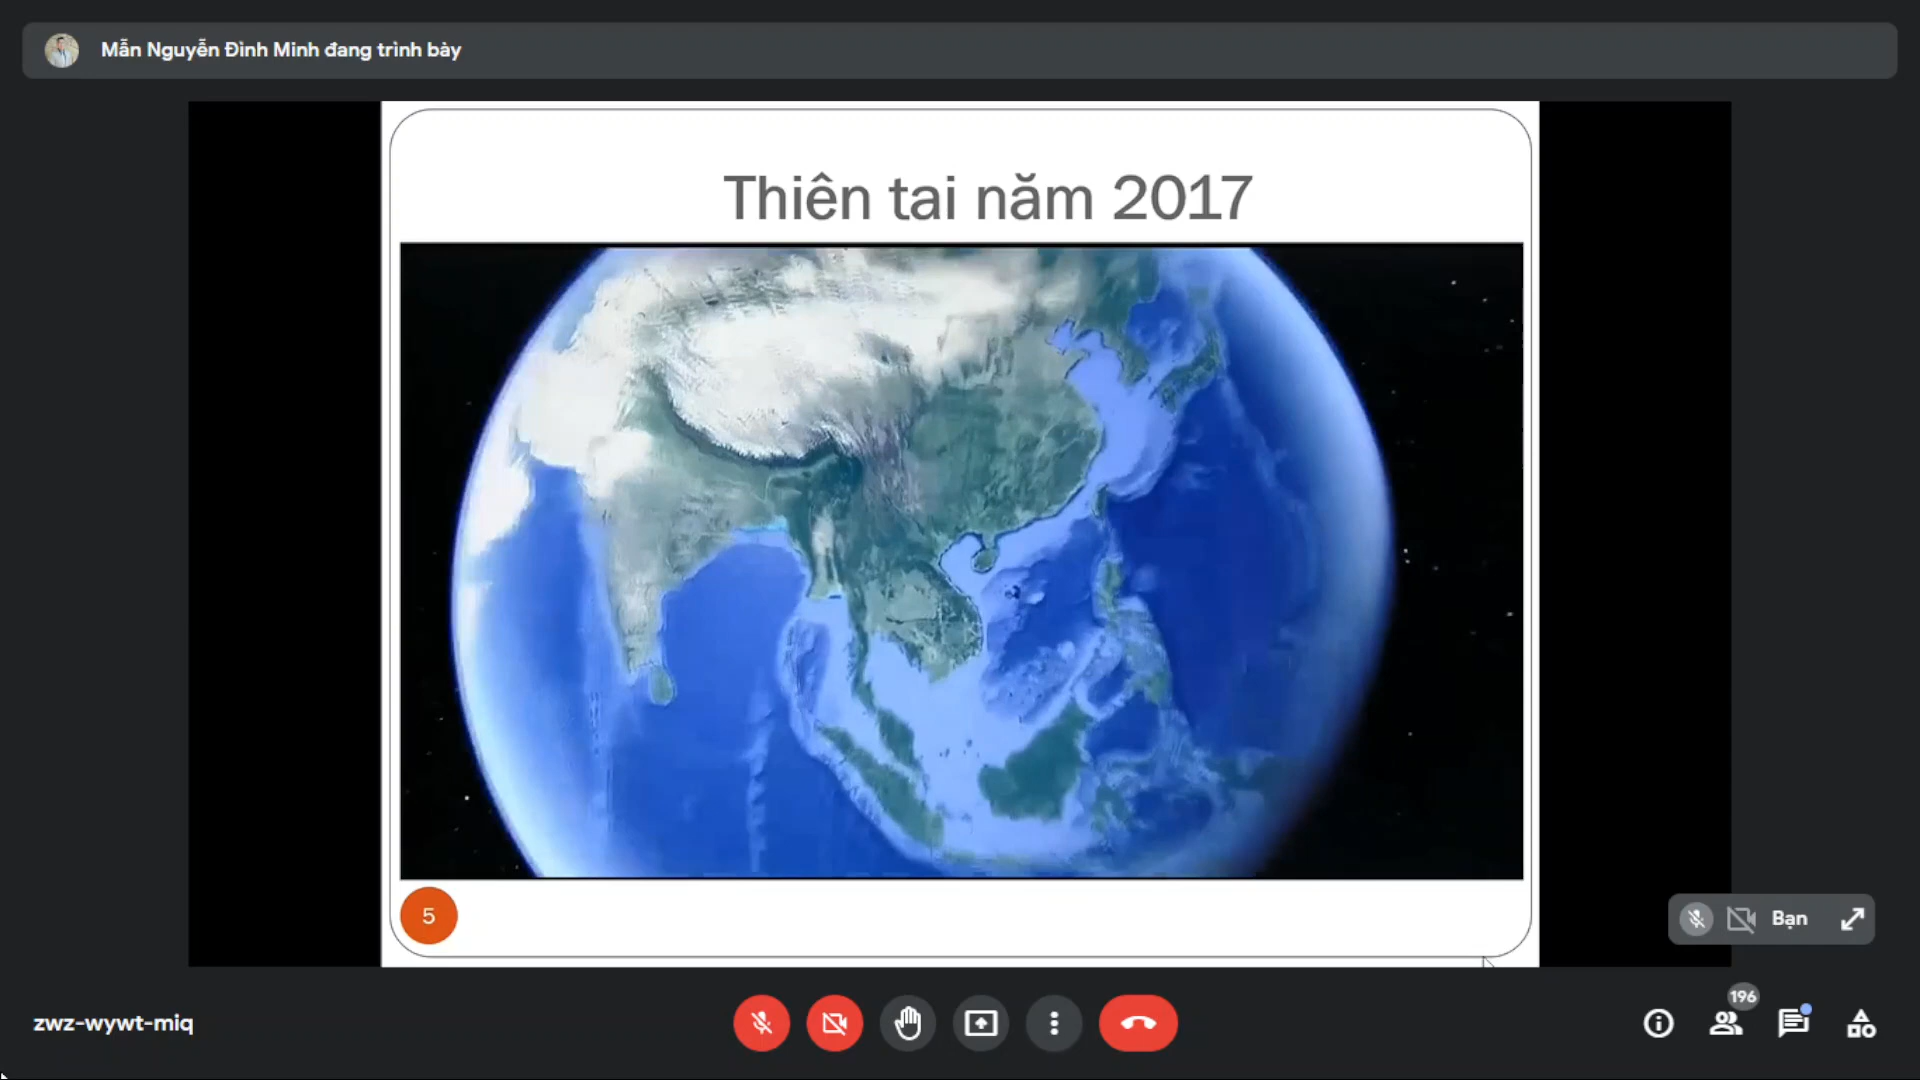 Mẫn Nguyễn Đình Minh đang trình bày
Thiên tai năm 2017
5
Bạn
196
zwz-wywt-miq